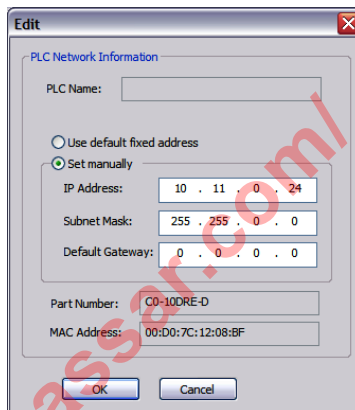 Edit
PLC Network Information
PLC Name:
Use default fixed address
Set manually
IP Address: 10 . 11 . 0 . 24
Subnet Mask: 255 . 255 . 0 . 0
Default Gateway: 0 . 0 . 0 . 0
Part Number: C0-10DRE-D
MAC Address: 00:D0:7C:12:08:BF
OK Cancel
assar.com/